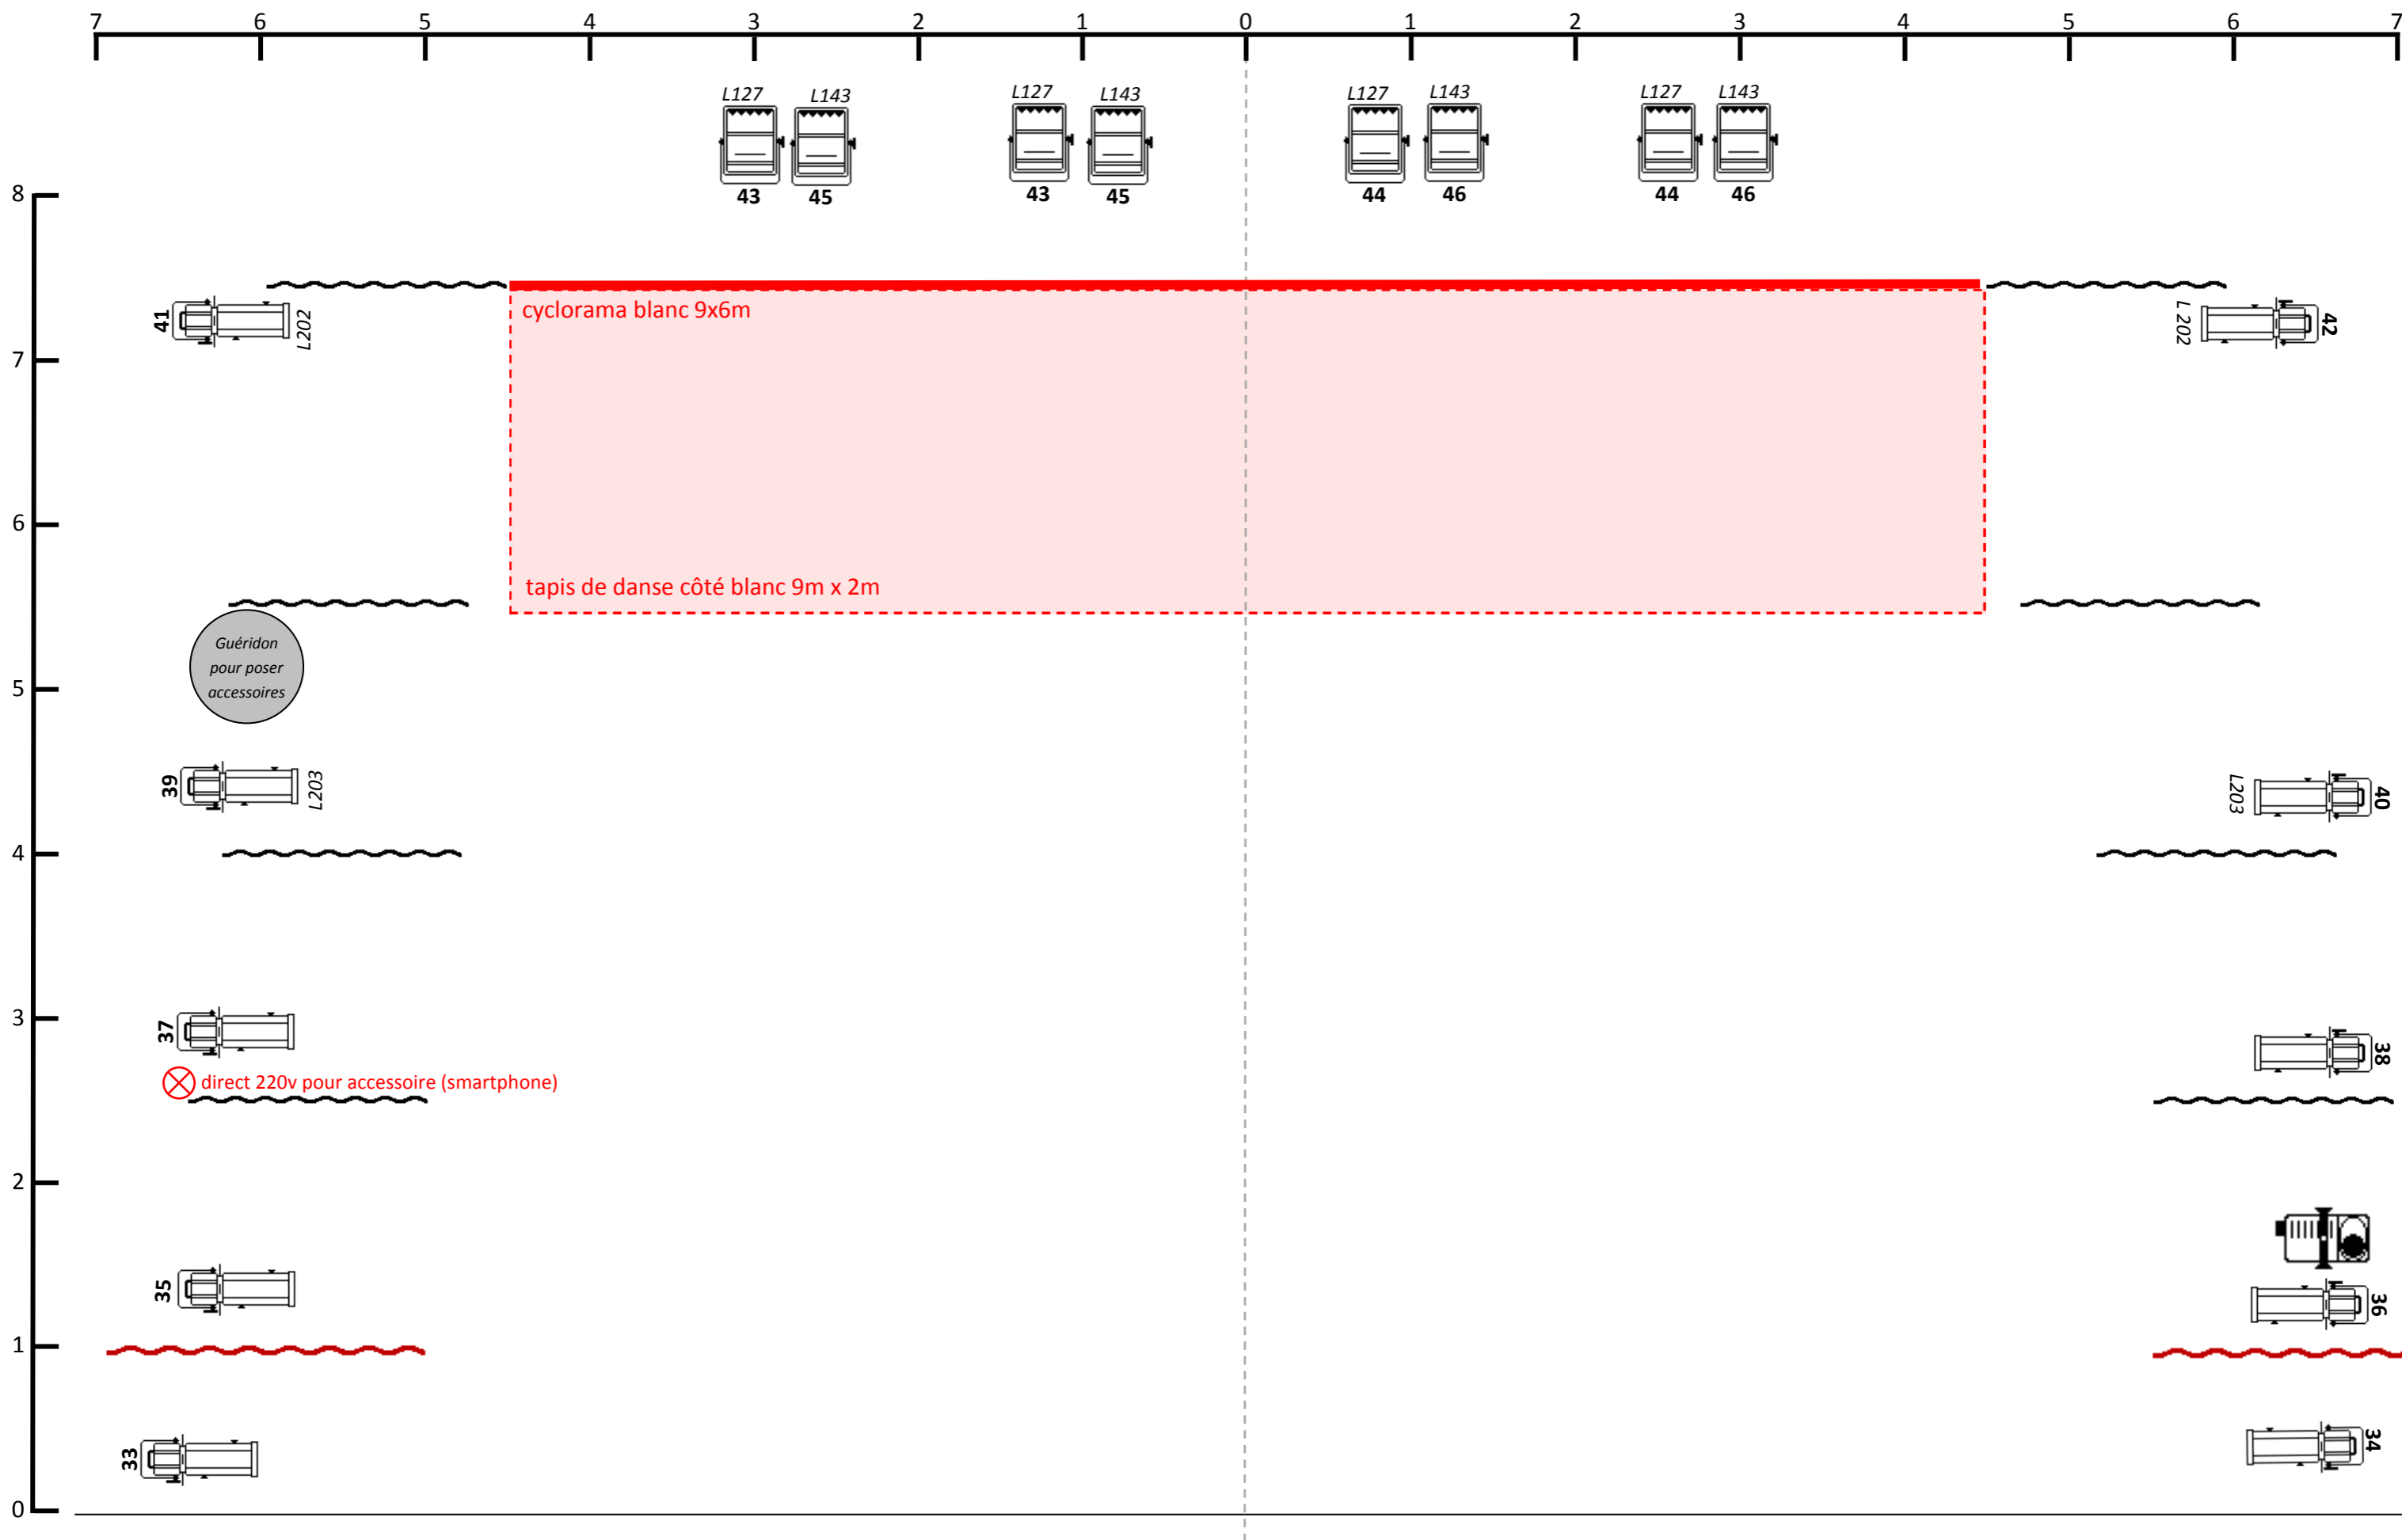 7 6 5 4 3 2 1 0 1 2 3 4 5 6 7
L127 L143 L127 L143 L127 L143 L127 L143
43 45 43 45 44 46 44 46
8
cyclorama blanc 9x6m
41 L202
L 202 42
7
6
tapis de danse côté blanc 9m x 2m
Guéridon
pour poser
accessoires
5
39 L203
L203 40
4
3
37
38
direct 220v pour accessoire (smartphone)
2
35
36
1
33
34
0